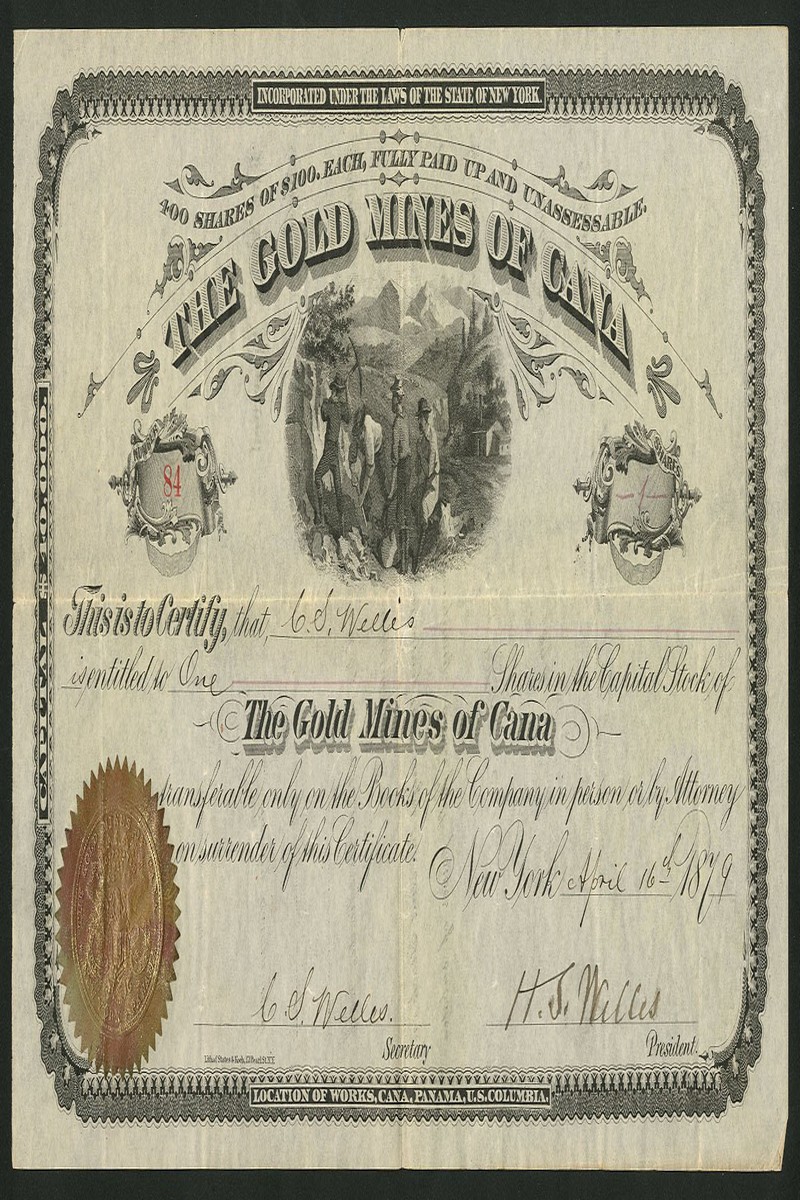 INCORPORATED UNDER THE LAWS OF THE STATE OF NEW YORK.
400 SHARES OF $100. EACH, FULLY PAID UP AND UNASSESSABLE.
THE GOLD MINES OF CANA
84
1
This is to Certify, that, C. S. Welles
is entitled to One Shares in the Capital Stock of
The Gold Mines of Cana
transferable only on the Books of the Company in person or by Attorney
on surrender of this Certificate.
New York April 16th 1879
C. S. Welles.
H. S. Welles
Secretary
President.
LOCATION OF WORKS, CANA, PANAMA, U.S. COLUMBIA.